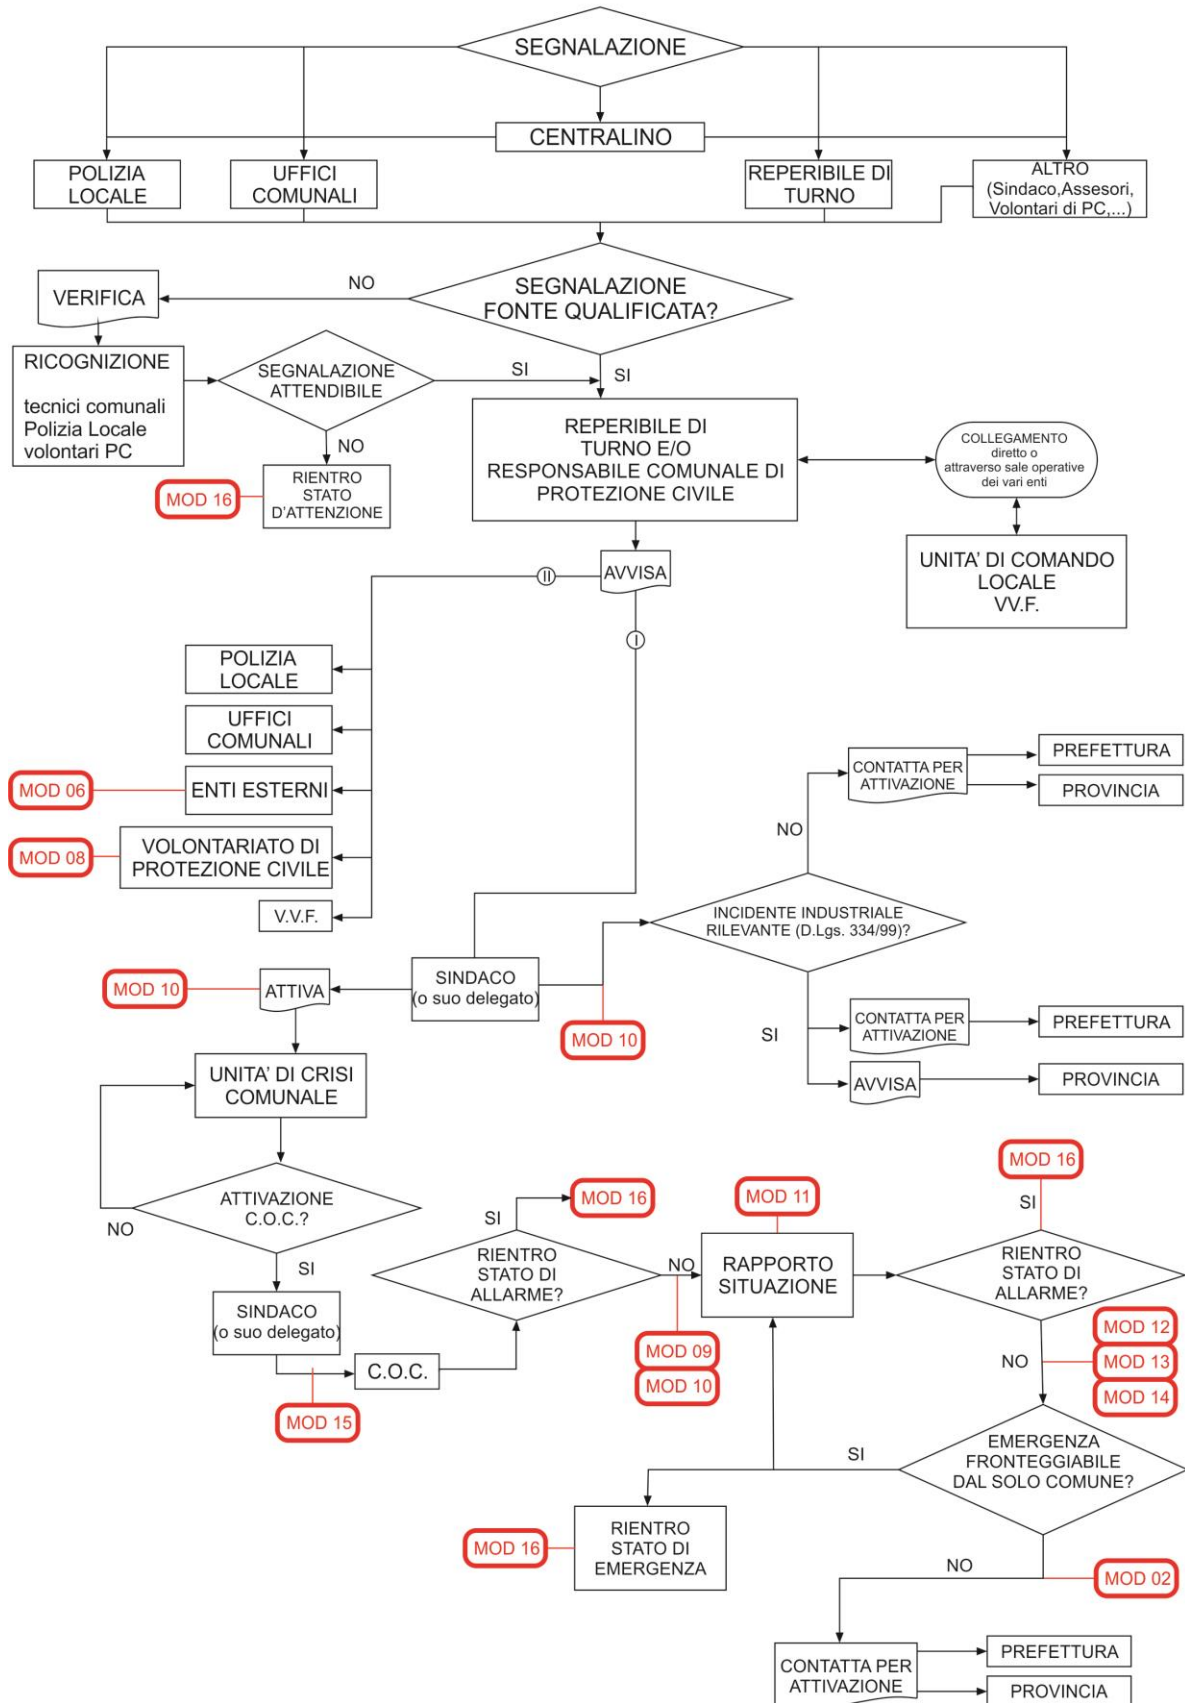 SEGNALAZIONE
CENTRALINO
POLIZIA
LOCALE
UFFICI
COMUNALI
REPERIBILE DI
TURNO
ALTRO
(Sindaco,Assesori,
Volontari di PC,...)
SEGNALAZIONE
FONTE QUALIFICATA?
NO
VERIFICA
SI
RICOGNIZIONE
tecnici comunali
Polizia Locale
volontari PC
SEGNALAZIONE
ATTENDIBILE
SI
NO
MOD 16
RIENTRO
STATO
D'ATTENZIONE
REPERIBILE DI
TURNO E/O
RESPONSABILE COMUNALE DI
PROTEZIONE CIVILE
COLLEGAMENTO
diretto o
attraverso sale operative
dei vari enti
UNITA' DI COMANDO
LOCALE
VV.F.
AVVISA
II
I
POLIZIA
LOCALE
UFFICI
COMUNALI
MOD 06
ENTI ESTERNI
MOD 08
VOLONTARIATO DI
PROTEZIONE CIVILE
V.V.F.
CONTATTA PER
ATTIVAZIONE
PREFETTURA
PROVINCIA
NO
INCIDENTE INDUSTRIALE
RILEVANTE (D.Lgs. 334/99)?
MOD 10
ATTIVA
SINDACO
(o suo delegato)
MOD 10
SI
CONTATTA PER
ATTIVAZIONE
PREFETTURA
AVVISA
PROVINCIA
UNITA' DI CRISI
COMUNALE
ATTIVAZIONE
C.O.C.?
NO
SI
SINDACO
(o suo delegato)
C.O.C.
MOD 15
SI
MOD 16
RIENTRO
STATO DI
ALLARME?
NO
MOD 09
MOD 10
MOD 11
RAPPORTO
SITUAZIONE
MOD 16
SI
RIENTRO
STATO DI
ALLARME?
NO
MOD 12
MOD 13
MOD 14
EMERGENZA
FRONTEGGIABILE
DAL SOLO COMUNE?
SI
MOD 16
RIENTRO
STATO DI
EMERGENZA
NO
MOD 02
CONTATTA PER
ATTIVAZIONE
PREFETTURA
PROVINCIA